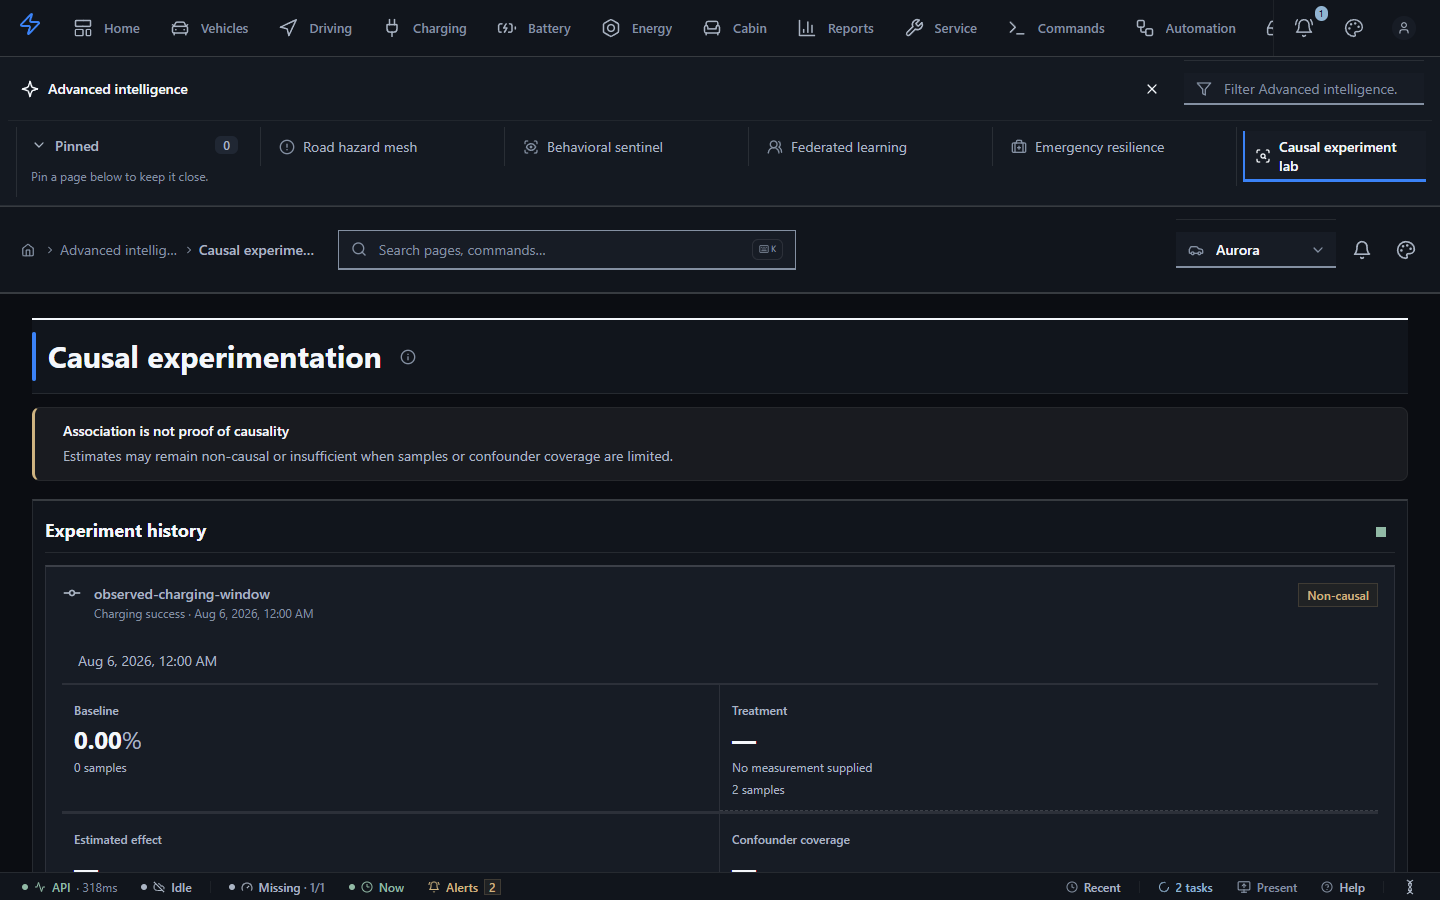 Home
Vehicles
Driving
Charging
Battery
Energy
Cabin
Reports
Service
Commands
Automation
1
Advanced intelligence
Filter Advanced intelligence.
Pinned
0
Pin a page below to keep it close.
Road hazard mesh
Behavioral sentinel
Federated learning
Emergency resilience
Causal experiment
lab
Advanced intellig...
Causal experime...
Search pages, commands...
K
Aurora
Causal experimentation
Association is not proof of causality
Estimates may remain non-causal or insufficient when samples or confounder coverage are limited.
Experiment history
observed-charging-window
Charging success · Aug 6, 2026, 12:00 AM
Non-causal
Aug 6, 2026, 12:00 AM
Baseline
0.00%
0 samples
Treatment
—
No measurement supplied
2 samples
Estimated effect
—
Confounder coverage
—
API · 318ms
Idle
Missing · 1/1
Now
Alerts 2
Recent
2 tasks
Present
Help